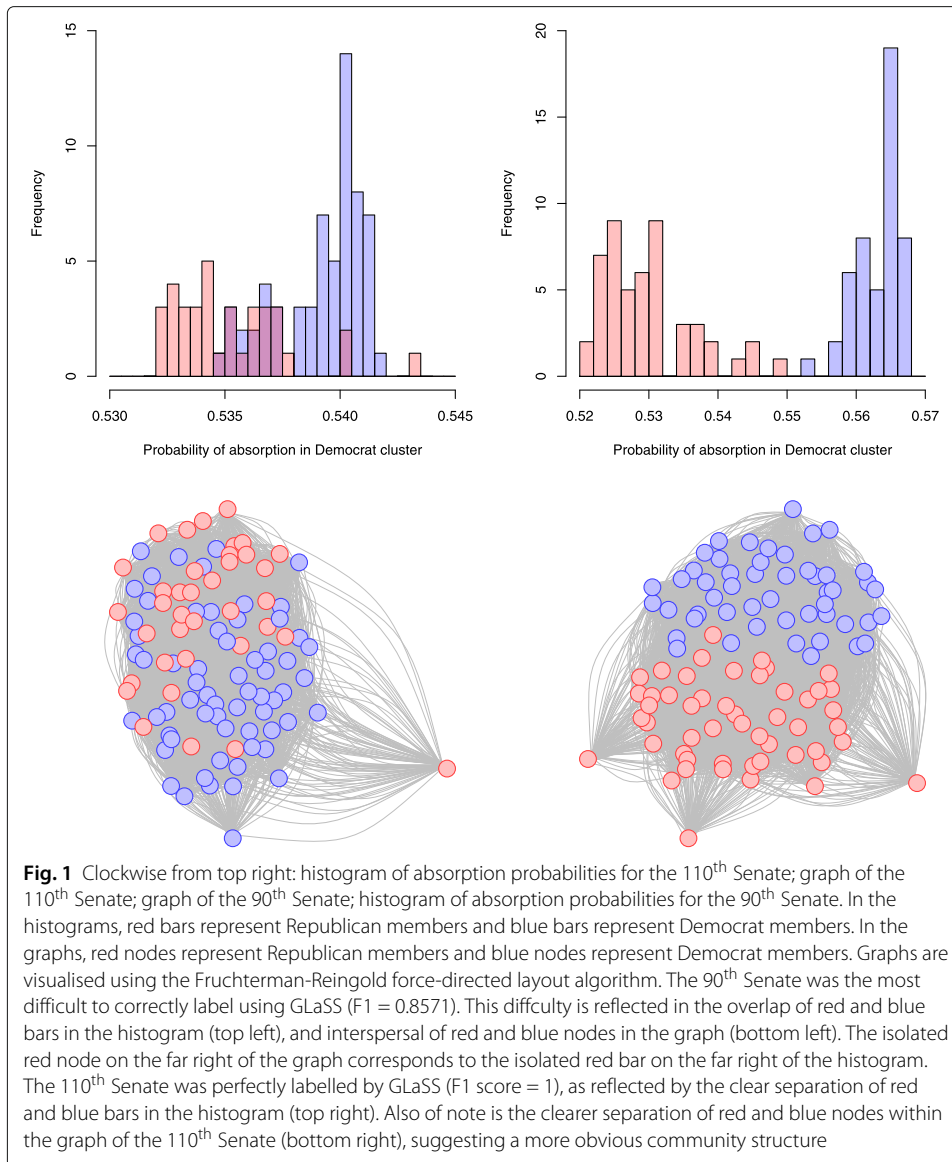 15
10
5
0
Frequency
0.530
0.535
0.540
0.545
Probability of absorption in Democrat cluster
20
15
10
5
0
Frequency
0.52
0.53
0.54
0.55
0.56
0.57
Probability of absorption in Democrat cluster
Fig. 1 Clockwise from top right: histogram of absorption probabilities for the 110th Senate; graph of the
110th Senate; graph of the 90th Senate; histogram of absorption probabilities for the 90th Senate. In the
histograms, red bars represent Republican members and blue bars represent Democrat members. In the
graphs, red nodes represent Republican members and blue nodes represent Democrat members. Graphs are
visualised using the Fruchterman-Reingold force-directed layout algorithm. The 90th Senate was the most
difficult to correctly label using GLaSS (F1 = 0.8571). This diffculty is reflected in the overlap of red and blue
bars in the histogram (top left), and interspersal of red and blue nodes in the graph (bottom left). The isolated
red node on the far right of the graph corresponds to the isolated red bar on the far right of the histogram.
The 110th Senate was perfectly labelled by GLaSS (F1 score = 1), as reflected by the clear separation of red
and blue bars in the histogram (top right). Also of note is the clearer separation of red and blue nodes within
the graph of the 110th Senate (bottom right), suggesting a more obvious community structure